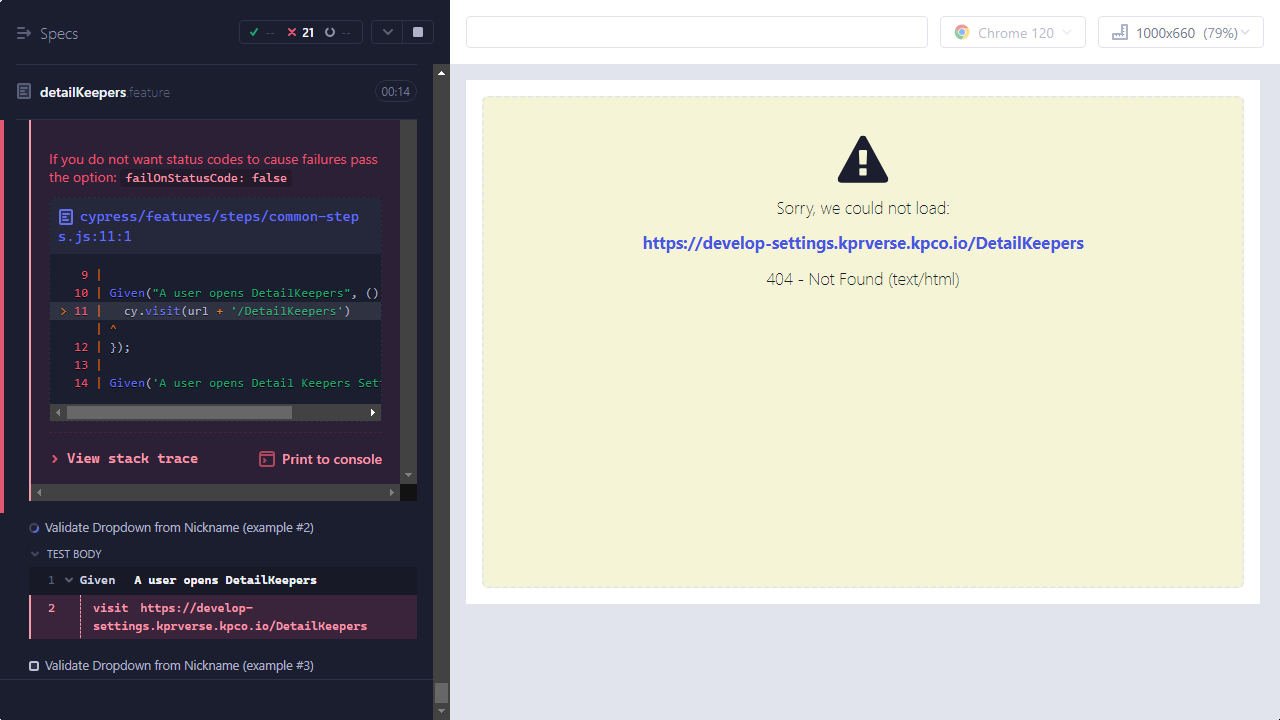 Specs
--
21
--
Chrome 120
1000x660 (79%)
detailKeepers.feature
00:14
If you do not want status codes to cause failures pass
the option: failOnStatusCode: false
cypress/features/steps/common-step
s.js:11:1
9 |
10 | Given("A user opens DetailKeepers", ()
> 11 | cy.visit(url + '/DetailKeepers')
| ^
12 | });
13 |
14 | Given('A user opens Detail Keepers Set
View stack trace
Print to console
Validate Dropdown from Nickname (example #2)
TEST BODY
1 Given A user opens DetailKeepers
2 visit https://develop-
settings.kprverse.kpco.io/DetailKeepers
Validate Dropdown from Nickname (example #3)
Sorry, we could not load:
https://develop-settings.kprverse.kpco.io/DetailKeepers
404 - Not Found (text/html)